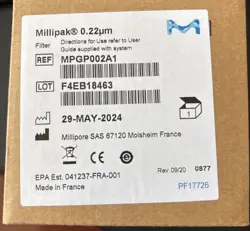 Millipak® 0.22µm
Filter
Directions for Use refer to User
Guide supplied with system
REF MPGP002A1
LOT F4EB18463
1
29-MAY-2024
Millipore SAS 67120 Molsheim France
EPA Est. 041237-FRA-001
Made in France
Rev. 09/20 0877
PF17726